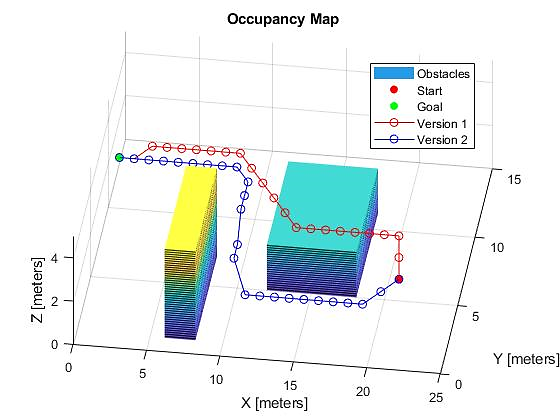 Occupancy Map
Obstacles
Start
Goal
Version 1
Version 2
15
10
5
0
Y [meters]
4
2
0
Z [meters]
0
5
10
15
20
25
X [meters]